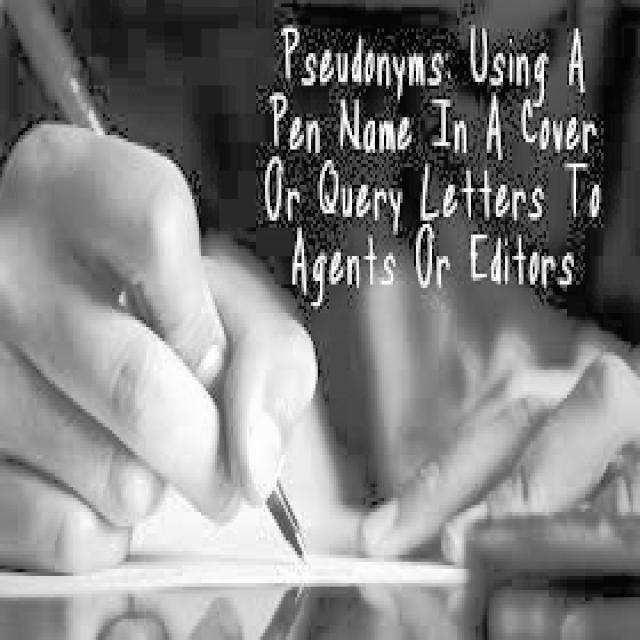 Pseudonyms: Using A
Pen Name In A Cover
Or Query Letters To
Agents Or Editors